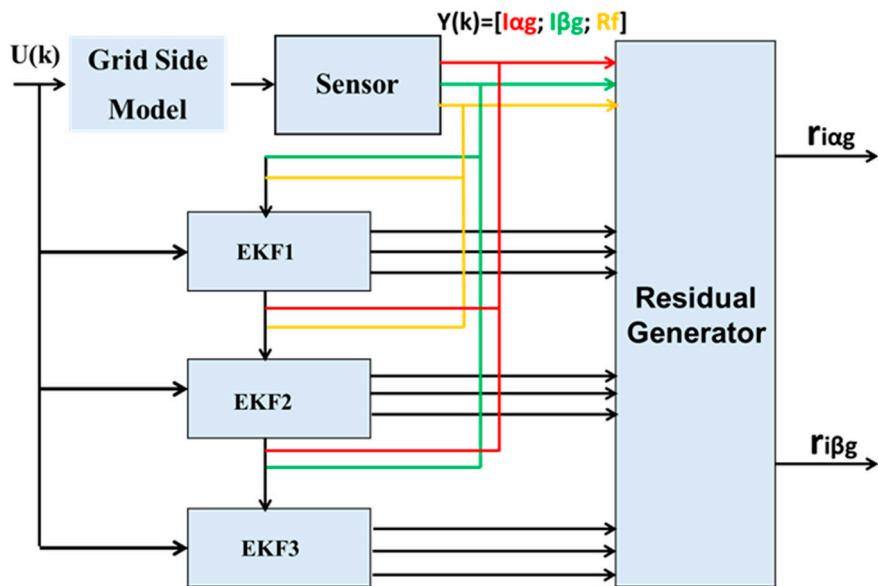 Y(k)=[Iαg; Iβg; Rf]
U(k)
Grid Side
Model
Sensor
riαg
EKF1
Residual
Generator
EKF2
riβg
EKF3